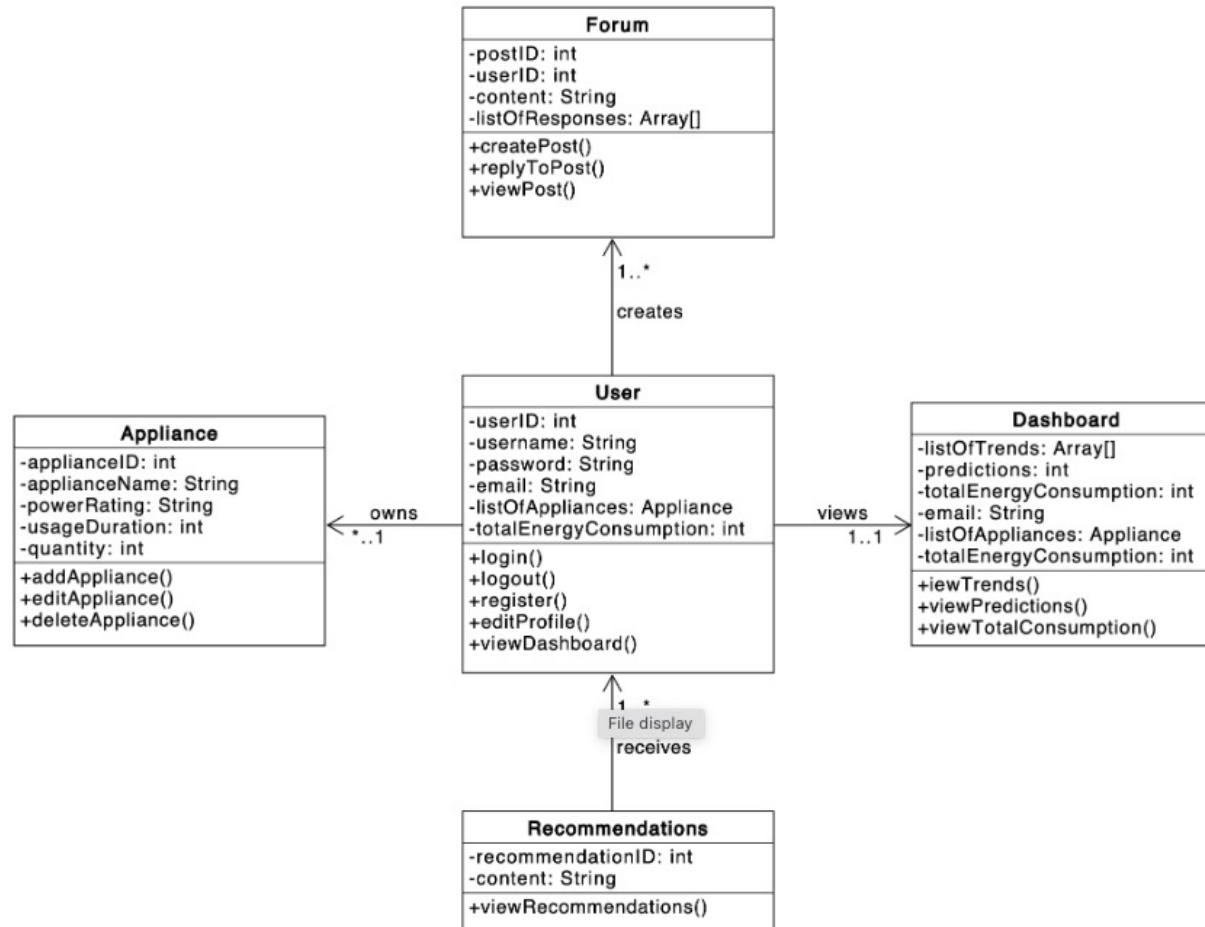 Forum
-postID: int
-userID: int
-content: String
-listOfResponses: Array[]
+createPost()
+replyToPost()
+viewPost()
1..*
creates
User
-userID: int
-username: String
-password: String
-email: String
-listOfAppliances: Appliance
-totalEnergyConsumption: int
+login()
+logout()
+register()
+editProfile()
+viewDashboard()
Appliance
-applianceID: int
-applianceName: String
-powerRating: String
-usageDuration: int
-quantity: int
+addAppliance()
+editAppliance()
+deleteAppliance()
owns
*..1
views
1..1
Dashboard
-listOfTrends: Array[]
-predictions: int
-totalEnergyConsumption: int
-email: String
-listOfAppliances: Appliance
-totalEnergyConsumption: int
+iewTrends()
+viewPredictions()
+viewTotalConsumption()
1..*
File display
receives
Recommendations
-recommendationID: int
-content: String
+viewRecommendations()